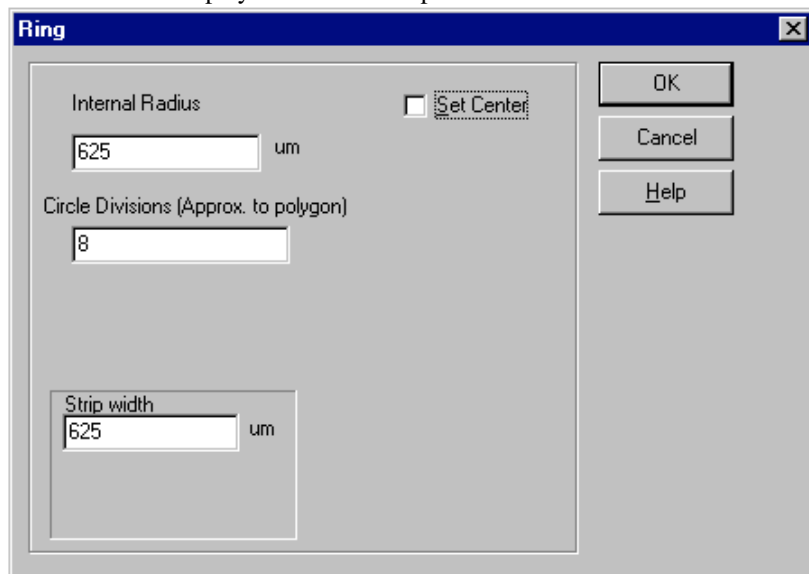 Ring
Internal Radius
Set Center
625 um
Circle Divisions (Approx. to polygon)
8
Strip width
625 um
OK
Cancel
Help